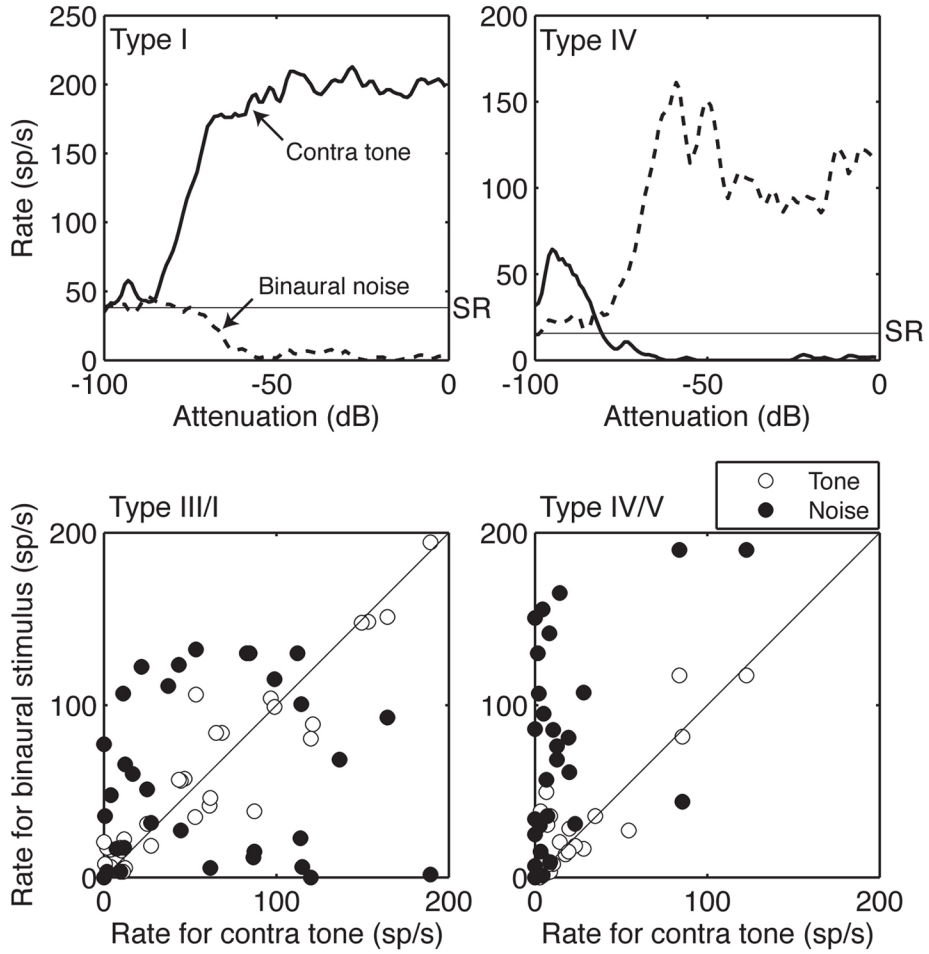 Type I
250
200
150
100
50
0
Rate (sp/s)
Contra tone
Binaural noise
SR
-100
-50
0
Attenuation (dB)
Type IV
200
150
100
50
0
SR
-100
-50
0
Attenuation (dB)
Type III/I
200
100
0
Rate for binaural stimulus (sp/s)
0
100
200
Rate for contra tone (sp/s)
Type IV/V
Tone
Noise
200
100
0
0
100
200
Rate for contra tone (sp/s)